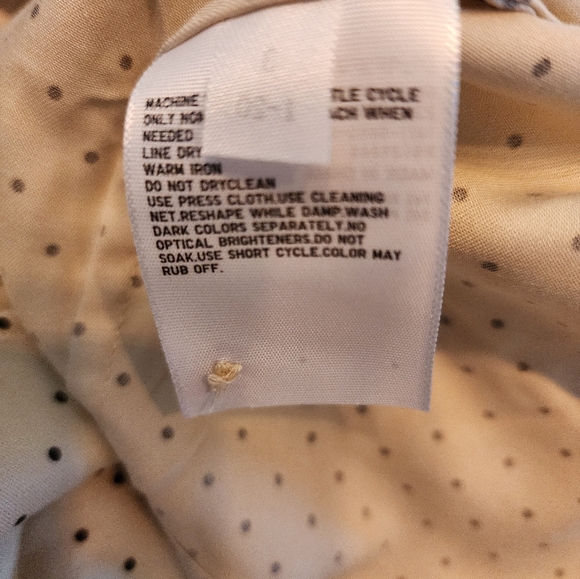 MACHINE TLE CYCLE
ONLY NO CH WHEN
NEEDED
LINE DRY
WARM IRON
DO NOT DRYCLEAN
USE PRESS CLOTH.USE CLEANING
NET.RESHAPE WHILE DAMP.WASH
DARK COLORS SEPARATELY.NO
OPTICAL BRIGHTENERS.DO NOT
SOAK.USE SHORT CYCLE.COLOR MAY
RUB OFF.